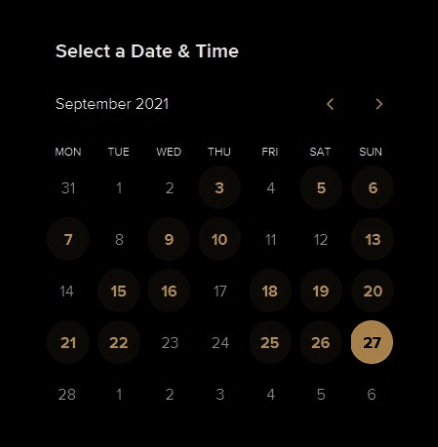 Select a Date & Time
September 2021
MON TUE WED THU FRI SAT SUN
31 1 2 3 4 5 6
7 8 9 10 11 12 13
14 15 16 17 18 19 20
21 22 23 24 25 26 27
28 1 2 3 4 5 6